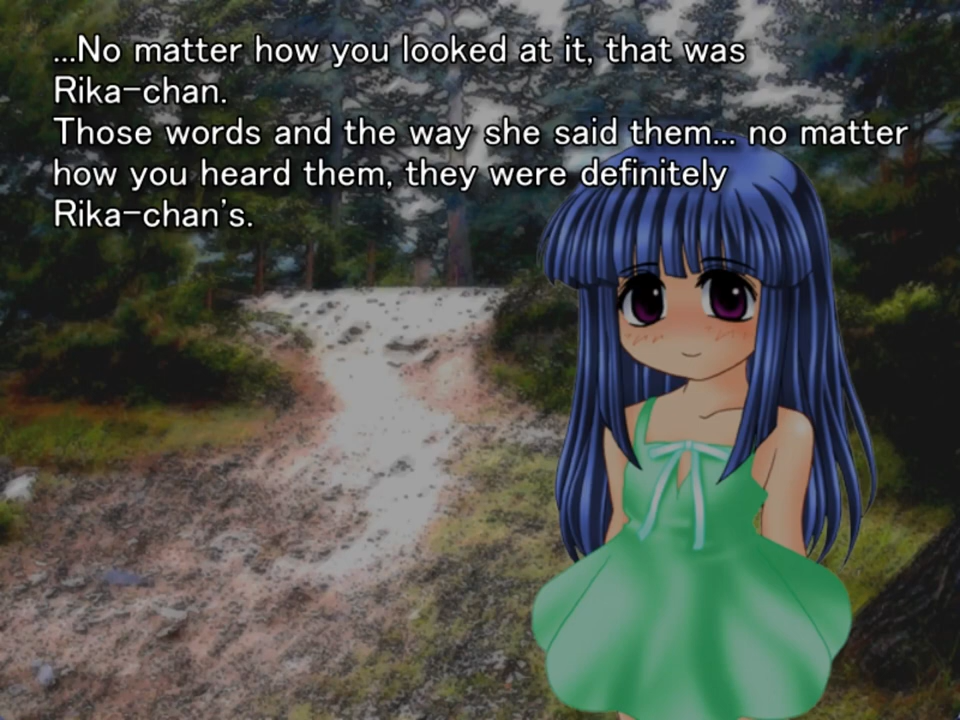 ...No matter how you looked at it, that was
Rika-chan.
Those words and the way she said them... no matter
how you heard them, they were definitely
Rika-chan's.